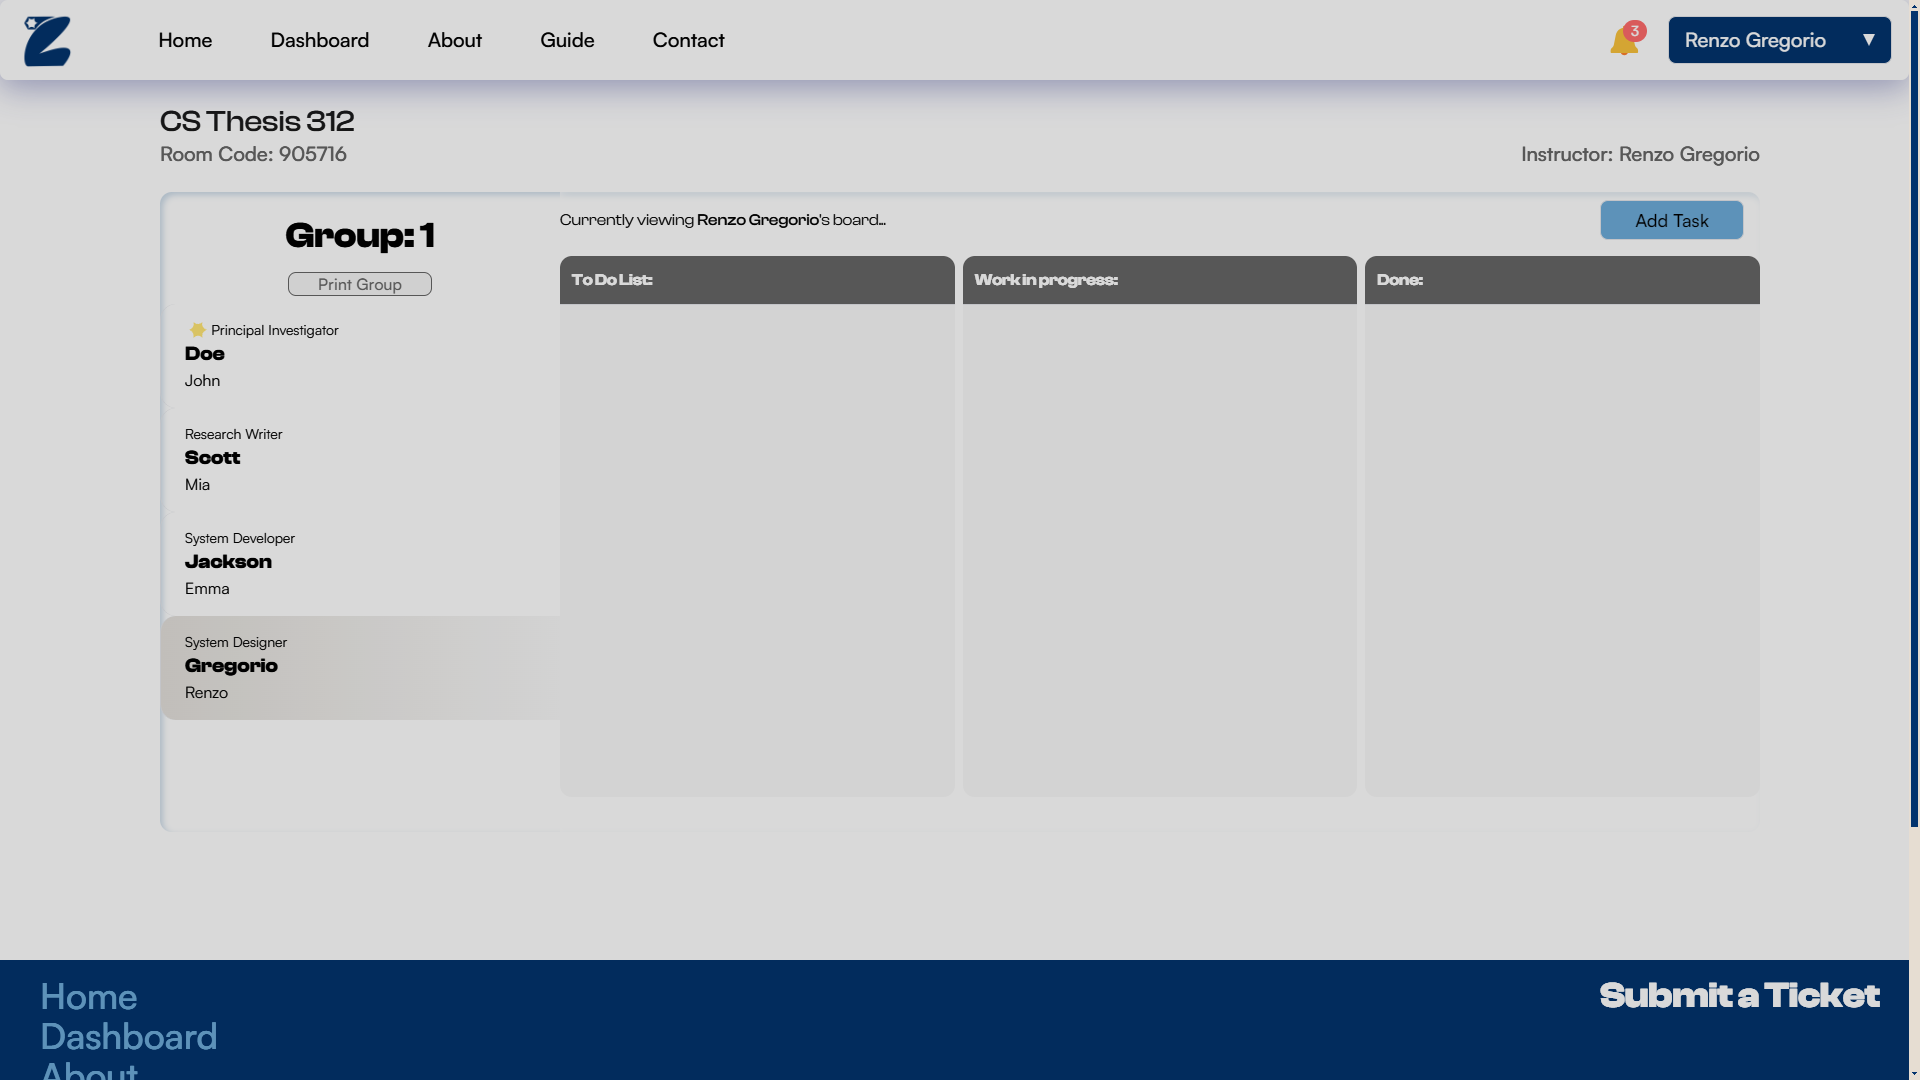 Home
Dashboard
About
Guide
Contact
3
Renzo Gregorio ▼
CS Thesis 312
Room Code: 905716
Instructor: Renzo Gregorio
Group: 1
Print Group
Principal Investigator
Doe
John
Research Writer
Scott
Mia
System Developer
Jackson
Emma
System Designer
Gregorio
Renzo
Currently viewing Renzo Gregorio's board...
Add Task
To Do List:
Work in progress:
Done:
Home
Dashboard
About
Submit a Ticket